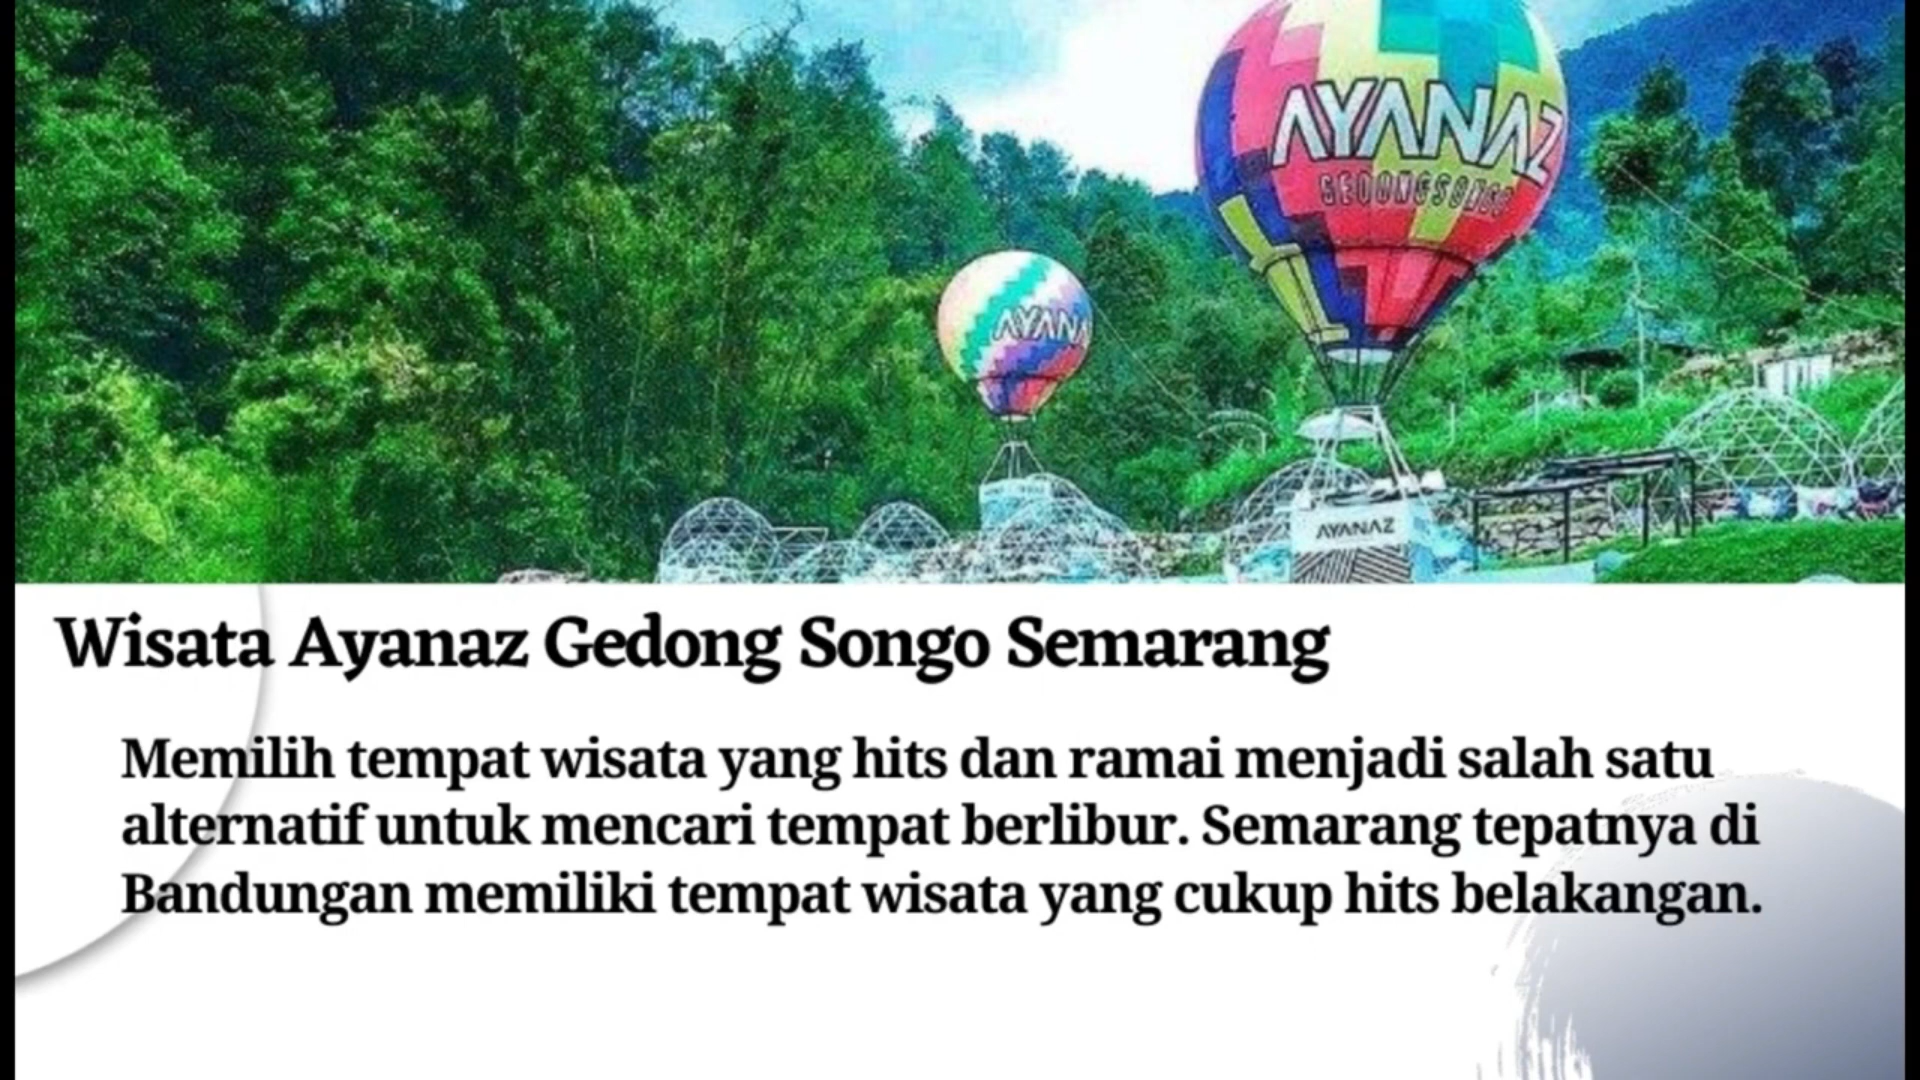 AYANAZ
GEDONGSONGO
AYANA
AYANAZ
Wisata Ayanaz Gedong Songo Semarang
Memilih tempat wisata yang hits dan ramai menjadi salah satu
alternatif untuk mencari tempat berlibur. Semarang tepatnya di
Bandungan memiliki tempat wisata yang cukup hits belakangan.